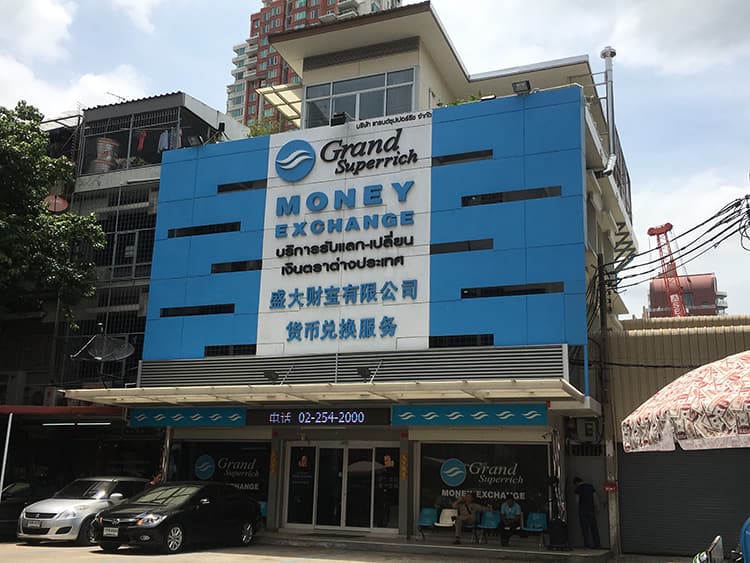 บริษัท แกรนด์ซุปเปอร์ริช จำกัด
Grand
Superrich
MONEY
EXCHANGE
บริการรับแลก-เปลี่ยน
เงินตราต่างประเทศ
盛大财宝有限公司
货币兑换服务
电话 02-254-2000
Grand
Superrich
Grand
Superrich
MONEY EXCHANGE